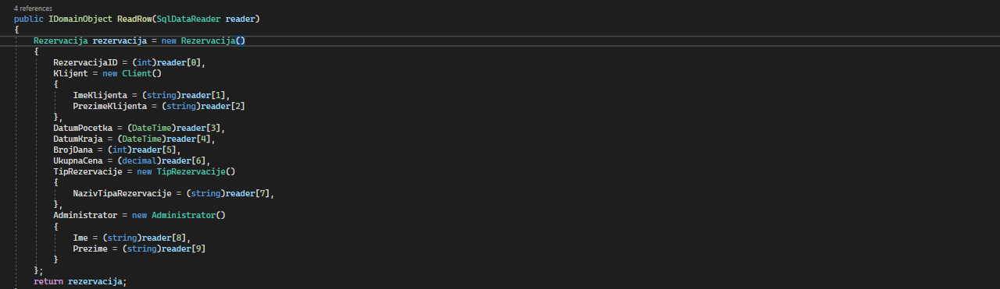 4 references
public IDomainObject ReadRow(SqlDataReader reader)
{
Rezervacija rezervacija = new Rezervacija()
{
RezervacijaID = (int)reader[0],
Klijent = new Client()
{
ImeKlijenta = (string)reader[1],
PrezimeKlijenta = (string)reader[2]
},
DatumPocetka = (DateTime)reader[3],
DatumKraja = (DateTime)reader[4],
BrojDana = (int)reader[5],
UkupnaCena = (decimal)reader[6],
TipRezervacije = new TipRezervacije()
{
NazivTipaRezervacije = (string)reader[7],
},
Administrator = new Administrator()
{
Ime = (string)reader[8],
Prezime = (string)reader[9]
}
};
return rezervacija;